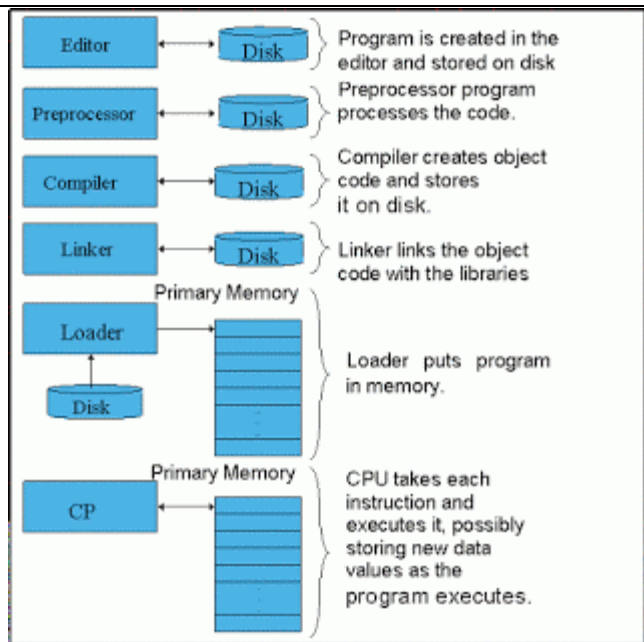 Editor
Disk
Program is created in the
editor and stored on disk
Preprocessor
Disk
Preprocessor program
processes the code.
Compiler
Disk
Compiler creates object
code and stores
it on disk.
Linker
Disk
Linker links the object
code with the libraries
Primary Memory
Loader
Disk
Loader puts program
in memory.
Primary Memory
CP
CPU takes each
instruction and
executes it, possibly
storing new data
values as the
program executes.